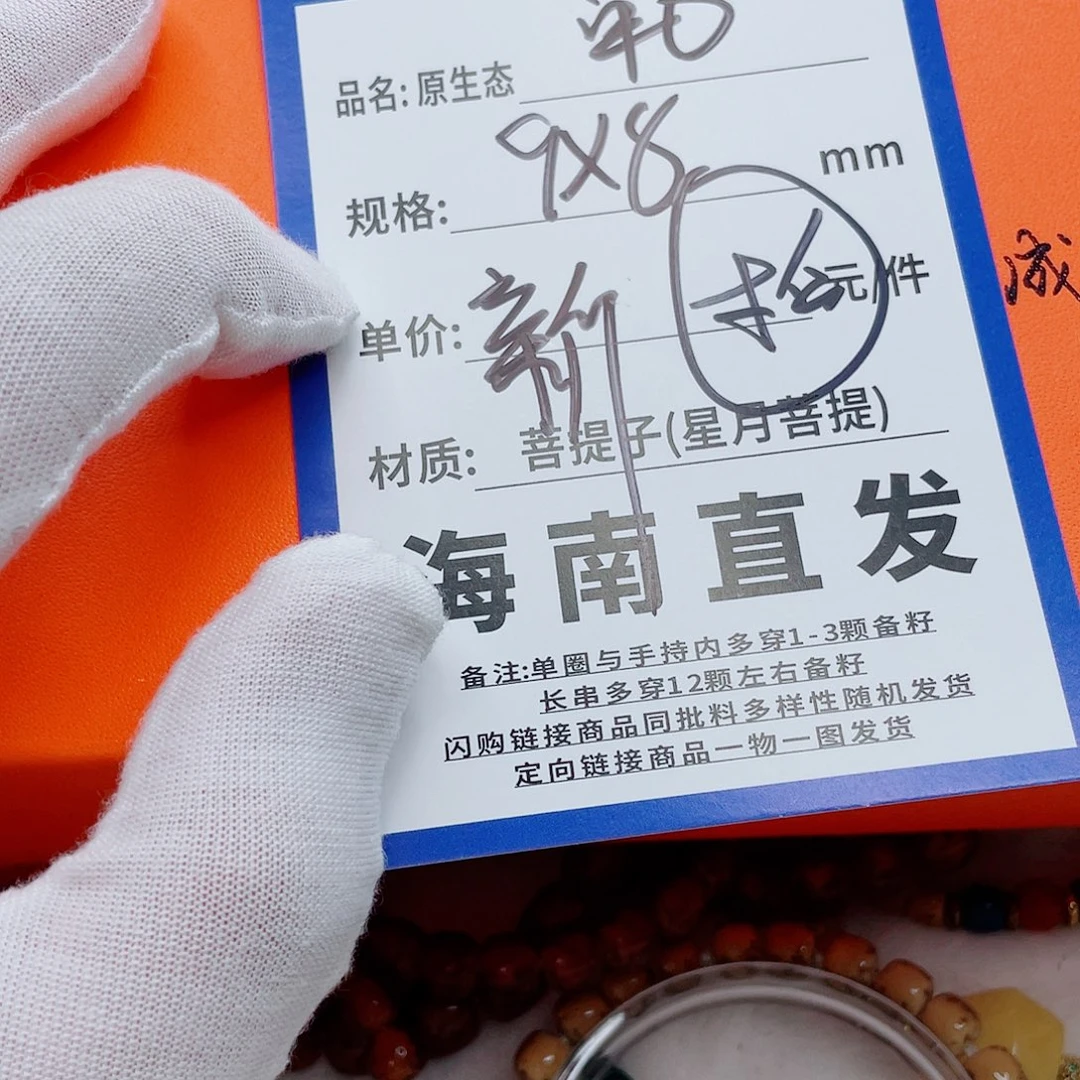 品名: 原生态
规格: 9X8 mm
单价: 新 抢 元/件
材质: 菩提子(星月菩提)
海南直发
备注:单圈与手持内多穿1-3颗备籽
长串多穿12颗左右备籽
闪购链接商品同批料多样性随机发货
定向链接商品一物一图发货